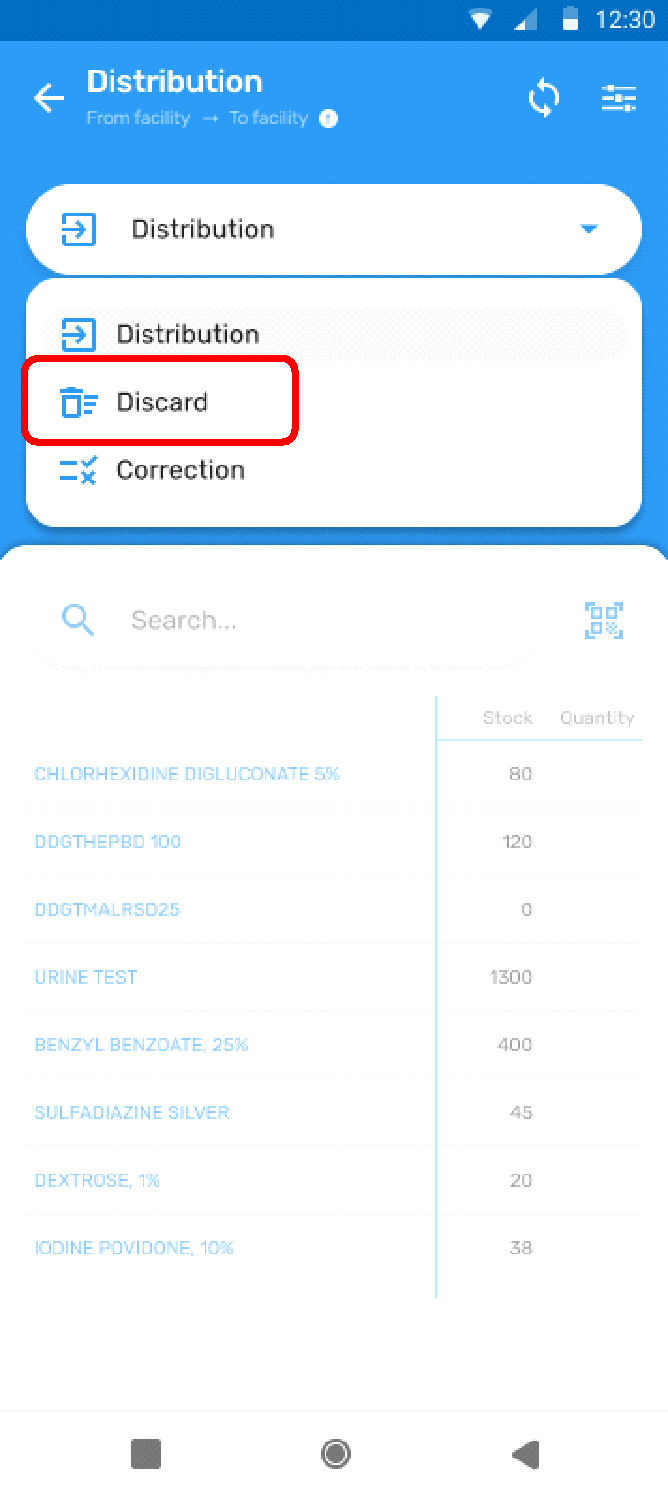 12:30
Distribution
From facility → To facility
Distribution
Distribution
Discard
Correction
Search...
Stock Quantity
CHLORHEXIDINE DIGLUCONATE 5% 80
DDGTHEPBD 100 120
DDGTMALRSD25 0
URINE TEST 1300
BENZYL BENZOATE, 25% 400
SULFADIAZINE SILVER 45
DEXTROSE, 1% 20
IODINE POVIDONE, 10% 38